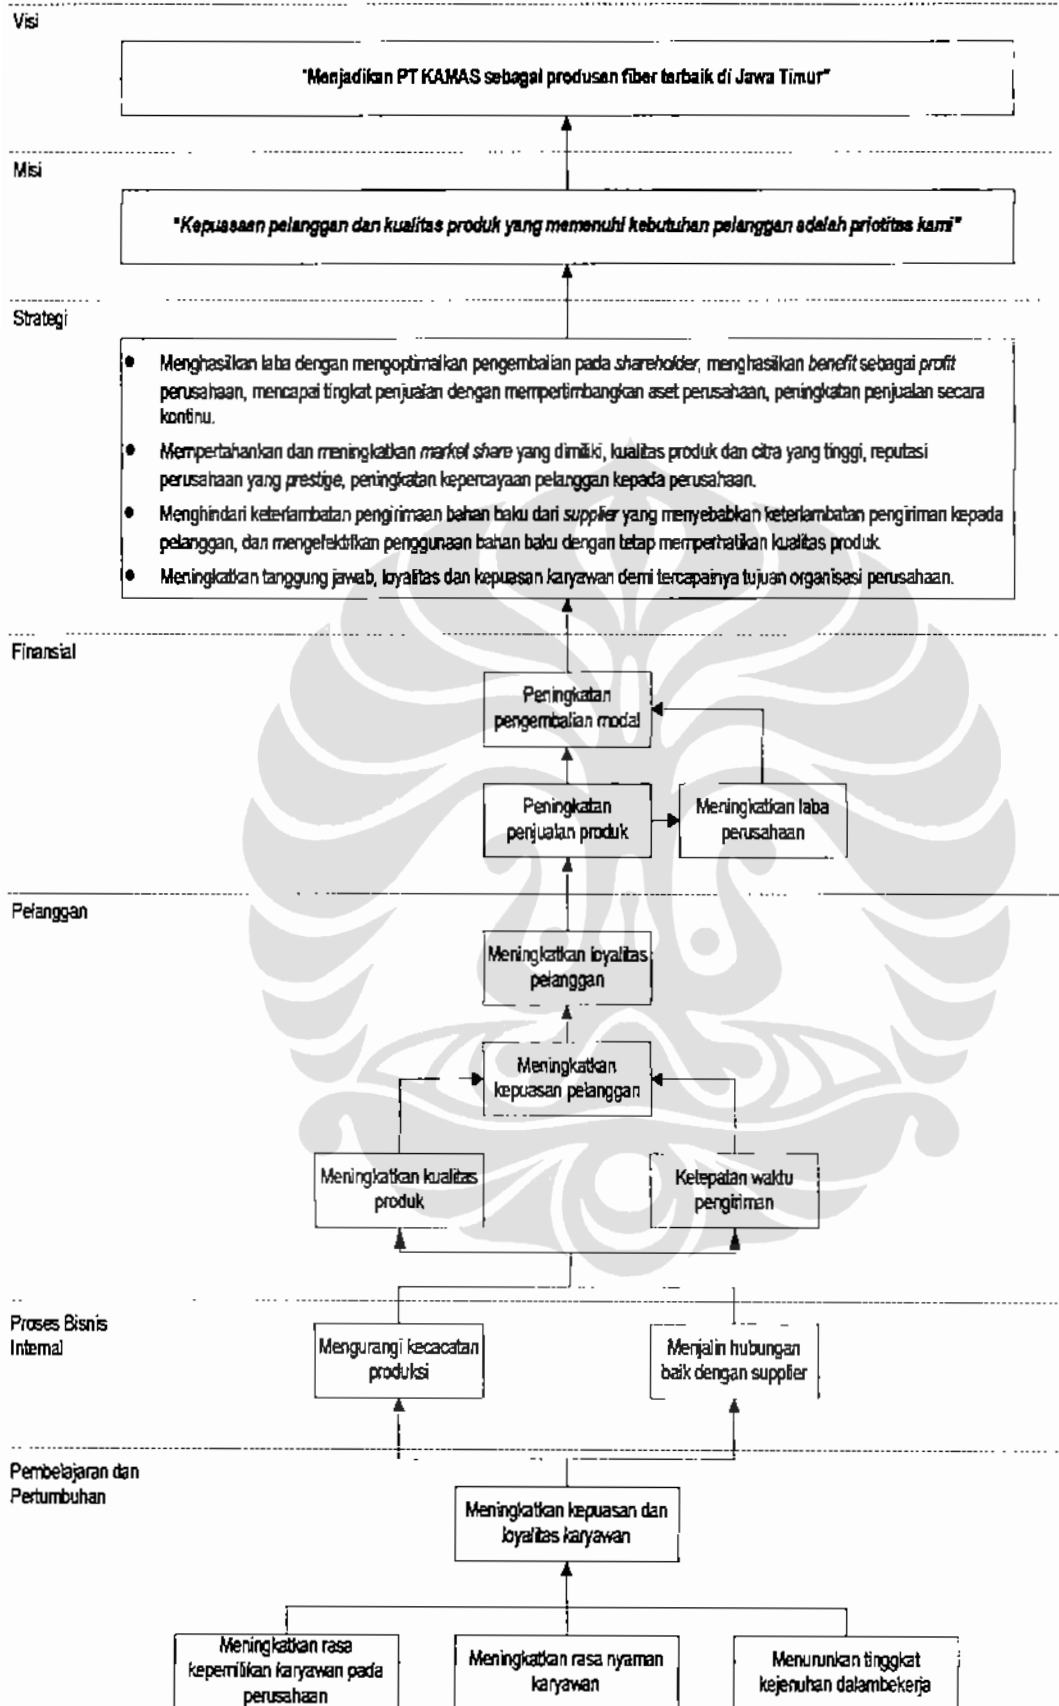 Visi
"Menjadikan PT KAMAS sebagai produsen fiber terbaik di Jawa Timur"
Misi
"Kepuasaan pelanggan dan kualitas produk yang memenuhi kebutuhan pelanggan adalah priotitas kami"
Strategi
● Menghasilkan laba dengan mengoptimalkan pengembalian pada shareholder, menghasilkan benefit sebagai profit
perusahaan, mencapai tingkat penjualan dengan mempertimbangkan aset perusahaan, peningkatan penjualan secara
kontinu.
● Mempertahankan dan meningkatkan market share yang dimiliki, kualitas produk dan citra yang tinggi, reputasi
perusahaan yang prestige, peningkatan kepercayaan pelanggan kepada perusahaan.
● Menghindari keterlambatan pengirimaan bahan baku dari supplier yang menyebabkan keterlambatan pengiriman kepada
pelanggan, dan mengefektifkan penggunaan bahan baku dengan tetap memperhatikan kualitas produk
● Meningkatkan tanggung jawab, loyalitas dan kepuasan karyawan demi tercapainya tujuan organisasi perusahaan.
Finansial
Peningkatan
pengembalian modal
Peningkatan
penjualan produk
Meningkatkan laba
perusahaan
Pelanggan
Meningkatkan loyalitas
pelanggan
Meningkatkan
kepuasan pelanggan
Meningkatkan kualitas
produk
Ketepatan waktu
pengiriman
Proses Bisnis
Internal
Mengurangi kecacatan
produksi
Menjalin hubungan
baik dengan supplier
Pembelajaran dan
Pertumbuhan
Meningkatkan kepuasan dan
loyalitas karyawan
Meningkatkan rasa
kepemilikan karyawan pada
perusahaan
Meningkatkan rasa nyaman
karyawan
Menurunkan tinggkat
kejenuhan dalambekerja